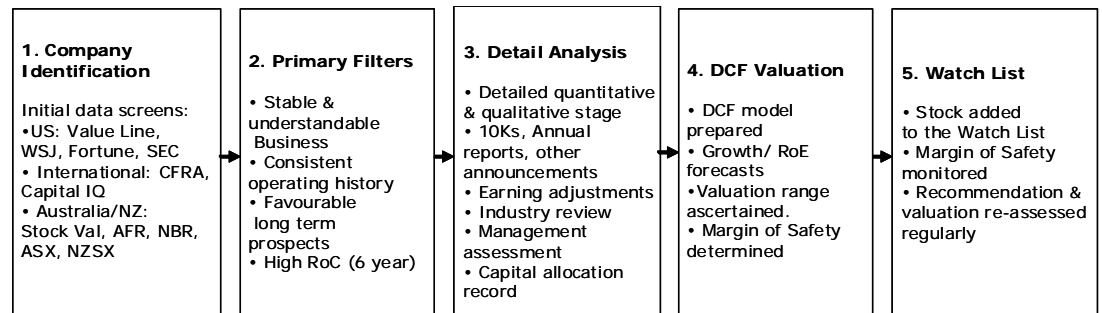 1. Company
Identification
Initial data screens:
•US: Value Line,
WSJ, Fortune, SEC
• International: CFRA,
Capital IQ
• Australia/NZ:
Stock Val, AFR, NBR,
ASX, NZSX
2. Primary Filters
• Stable &
understandable
Business
• Consistent
operating history
• Favourable
long term
prospects
• High RoC (6 year)
3. Detail Analysis
• Detailed quantitative
& qualitative stage
• 10Ks, Annual
reports, other
announcements
• Earning adjustments
• Industry review
• Management
assessment
• Capital allocation
record
4. DCF Valuation
• DCF model
prepared
• Growth/ RoE
forecasts
•Valuation range
ascertained.
• Margin of Safety
determined
5. Watch List
• Stock added
to the Watch List
• Margin of Safety
monitored
• Recommendation &
valuation re-assessed
regularly